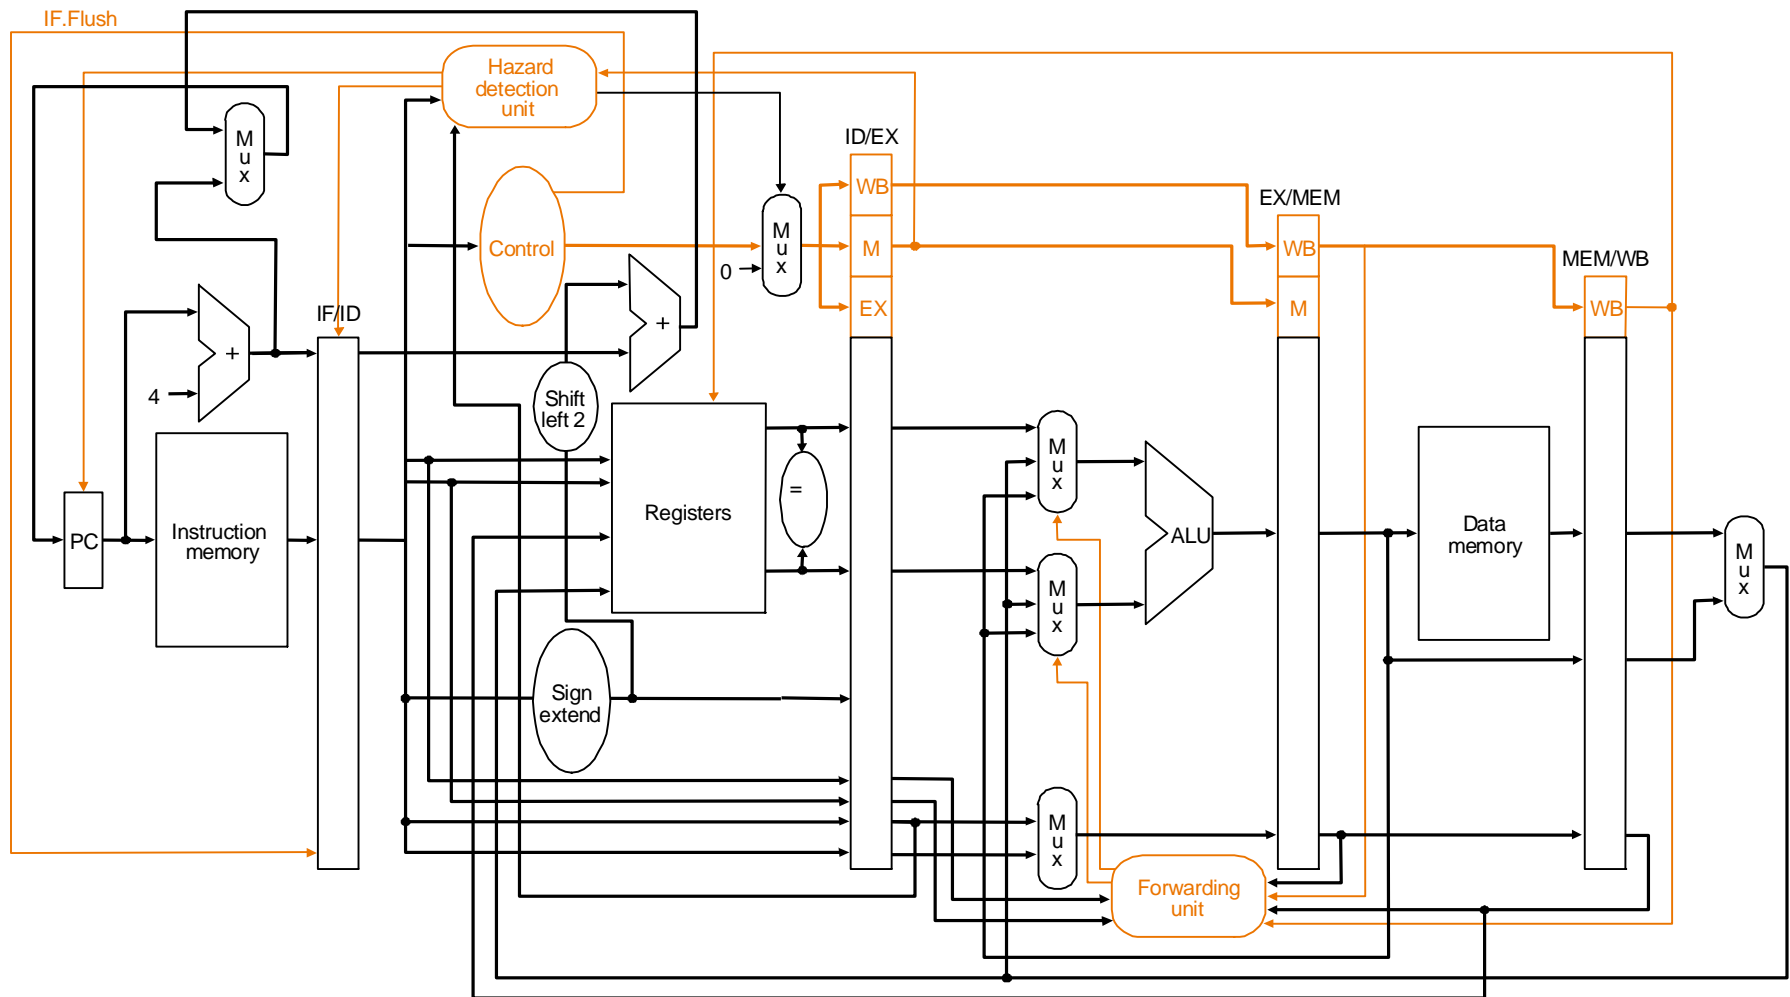 IF.Flush
Hazard
detection
unit
M
u
x
ID/EX
WB
EX/MEM
M
u
x
Control
M
WB
0
MEM/WB
EX
M
WB
IF/ID
+
+
4
Shift
left 2
M
u
x
Registers
=
PC
Instruction
memory
ALU
Data
memory
M
u
x
M
u
x
Sign
extend
M
u
x
Forwarding
unit